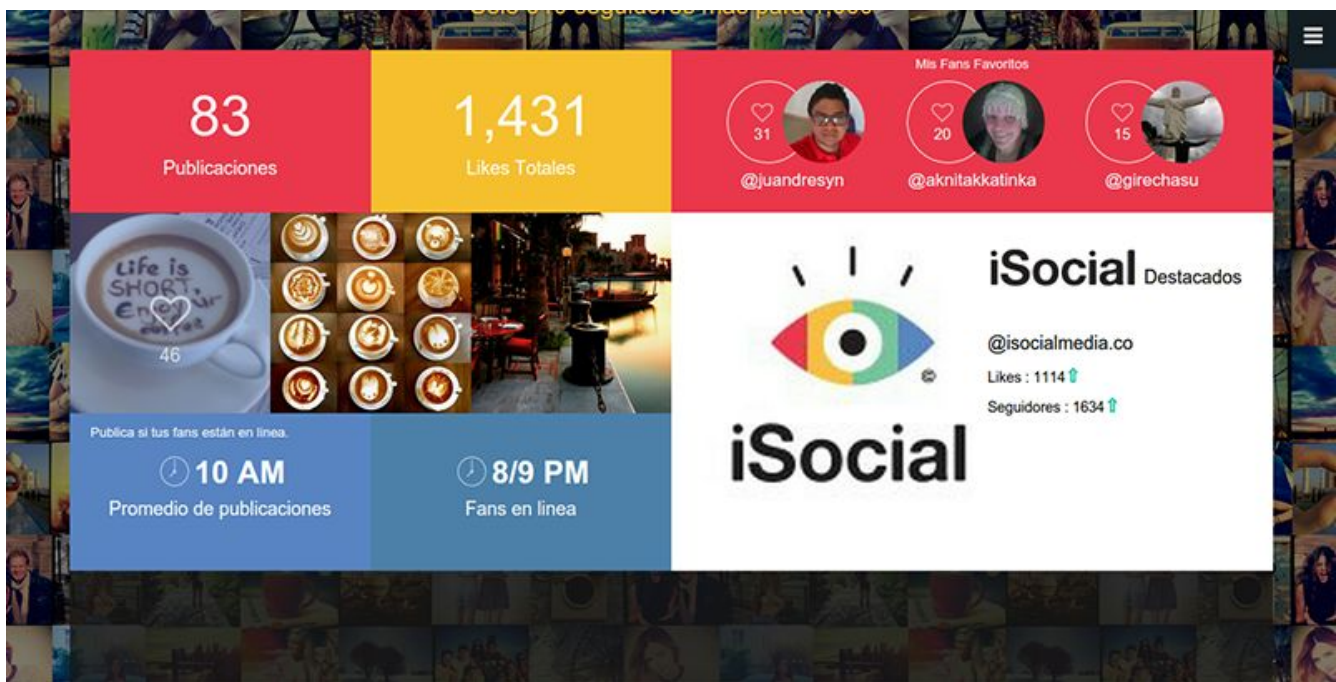 83
Publicaciones
1,431
Likes Totales
Mis Fans Favoritos
31
@juandresyn
20
@aknitakkatinka
15
@girechasu
Life is
SHORT,
Enjoy ur
46
iSocial Destacados
@isocialmedia.co
Likes : 1114
Seguidores : 1634
©
iSocial
Publica si tus fans están en linea.
10 AM
Promedio de publicaciones
8/9 PM
Fans en linea